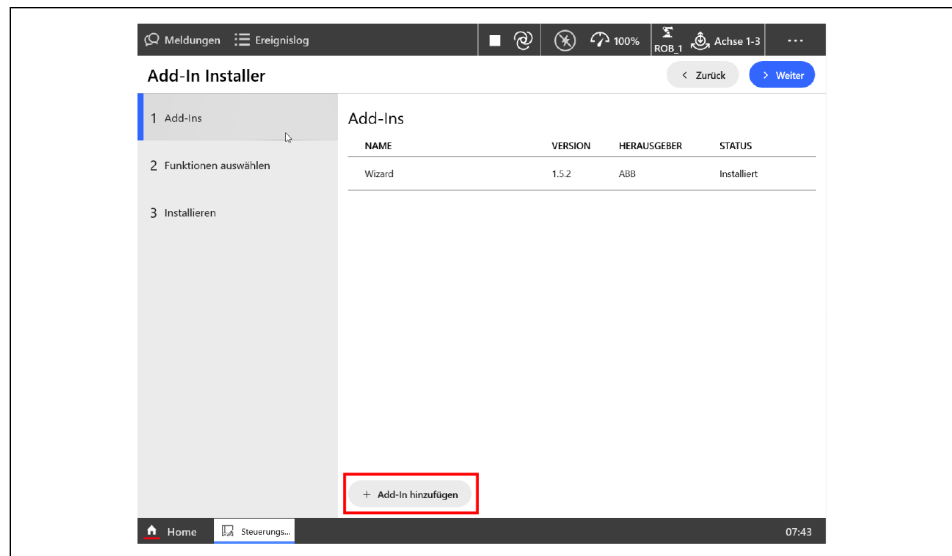 Meldungen Ereignislog 100% ROB_1 Achse 1-3 ...
Add-In Installer Zurück Weiter
1 Add-Ins
2 Funktionen auswählen
3 Installieren
Add-Ins
NAME VERSION HERAUSGEBER STATUS
Wizard 1.5.2 ABB Installiert
+ Add-In hinzufügen
Home Steuerungs... 07:43